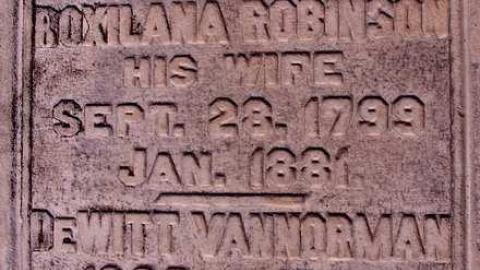 ROXILANA ROBINSON
HIS WIFE
SEPT. 28. 1799
JAN. 1881.
DEWITT VANNORMAN